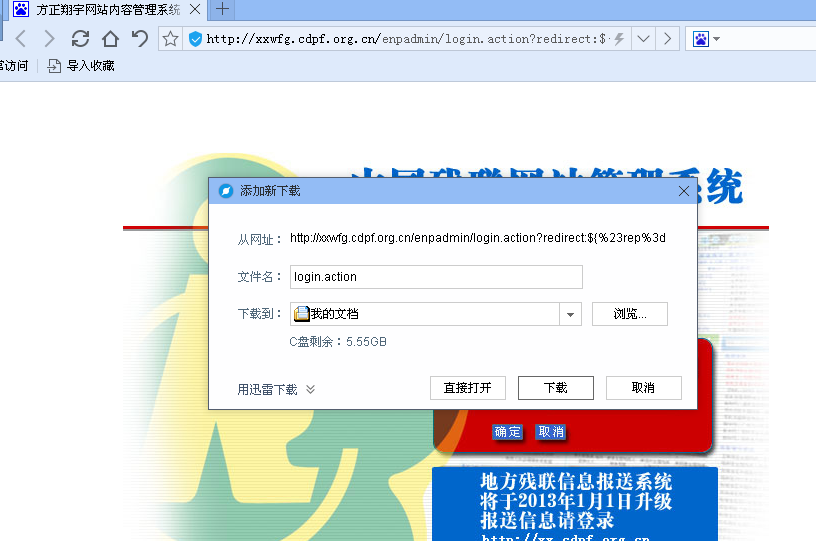 方正翔宇网站内容管理系统
http://xxwfg.cdpf.org.cn/enpadmin/login.action?redirect:$
访问
导入收藏
网站管理系统
添加新下载
从网址：http://xxwfg.cdpf.org.cn/enpadmin/login.action?redirect:${%23rep%3d
文件名：login.action
下载到：我的文档
浏览...
C盘剩余：5.55GB
用迅雷下载
直接打开
下载
取消
确定
取消
地方残联信息报送系统
将于2013年1月1日升级
报送信息请登录
http://xx.cdpf.org.cn